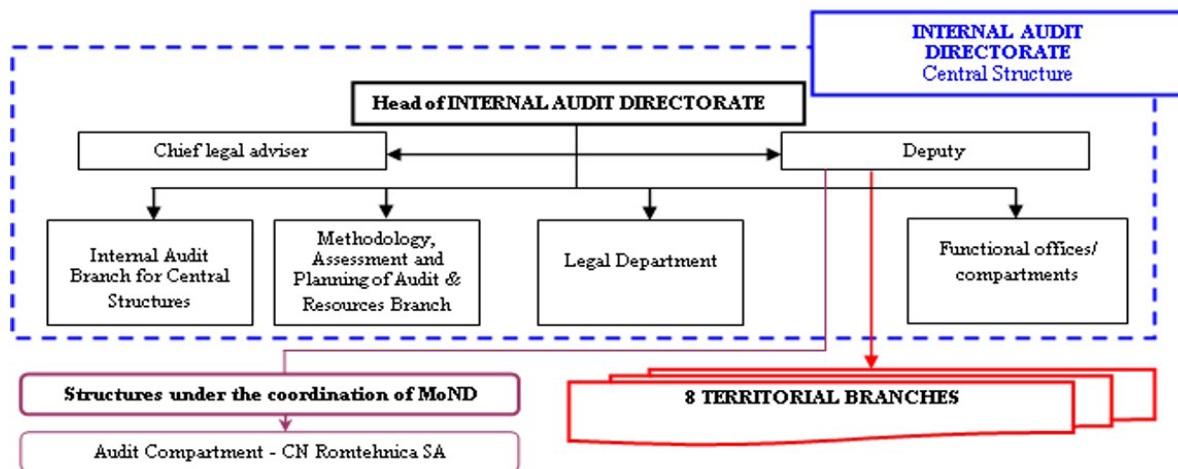 INTERNAL AUDIT
DIRECTORATE
Central Structure
Head of INTERNAL AUDIT DIRECTORATE
Chief legal adviser
Deputy
Internal Audit
Branch for Central
Structures
Methodology,
Assessment and
Planning of Audit &
Resources Branch
Legal Department
Functional offices/
compartments
Structures under the coordination of MoND
8 TERRITORIAL BRANCHES
Audit Compartment - CN Romtehnica SA